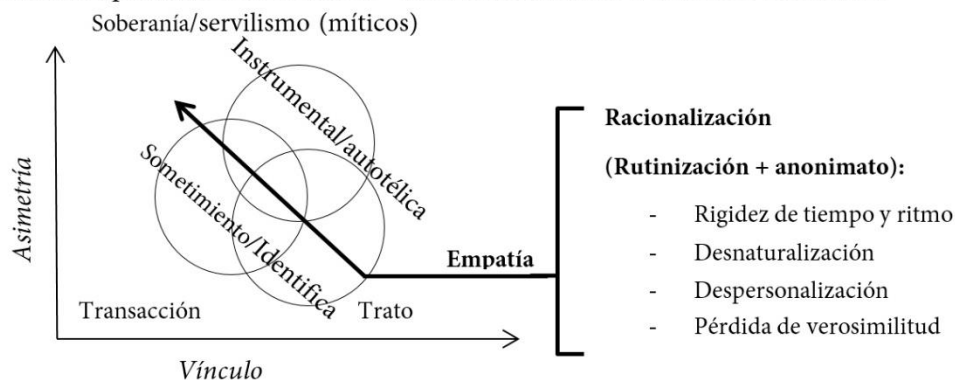 Soberanía/servilismo (míticos)
Instrumental/autotélica
Sometimiento/Identifica
Asimetría
Transacción
Trato
Vínculo
Empatía
Racionalización
(Rutinización + anonimato):
- Rigidez de tiempo y ritmo
- Desnaturalización
- Despersonalización
- Pérdida de verosimilitud